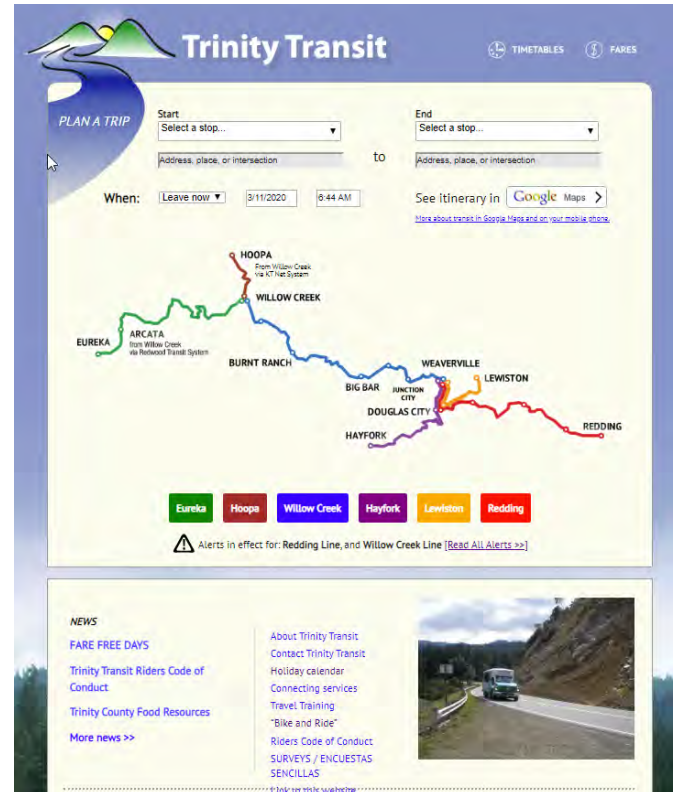 Trinity Transit
TIMETABLES
FARES
PLAN A TRIP
Start
Select a stop...
Address, place, or intersection
to
End
Select a stop...
Address, place, or intersection
When:
Leave now
3/11/2020
6:44 AM
See itinerary in Google Maps
More about transit in Google Maps and on your mobile phone.
HOOPA
From Willow Creek
via KT Net System
WILLOW CREEK
ARCATA
from Willow Creek
via Redwood Transit System
EUREKA
BURNT RANCH
BIG BAR
JUNCTION
CITY
WEAVERVILLE
LEWISTON
DOUGLAS CITY
HAYFORK
REDDING
Eureka
Hoopa
Willow Creek
Hayfork
Lewiston
Redding
Alerts in effect for: Redding Line, and Willow Creek Line [Read All Alerts >>]
NEWS
FARE FREE DAYS
Trinity Transit Riders Code of
Conduct
Trinity County Food Resources
More news >>
About Trinity Transit
Contact Trinity Transit
Holiday calendar
Connecting services
Travel Training
"Bike and Ride"
Riders Code of Conduct
SURVEYS / ENCUESTAS
SENCILLAS
Link to this website